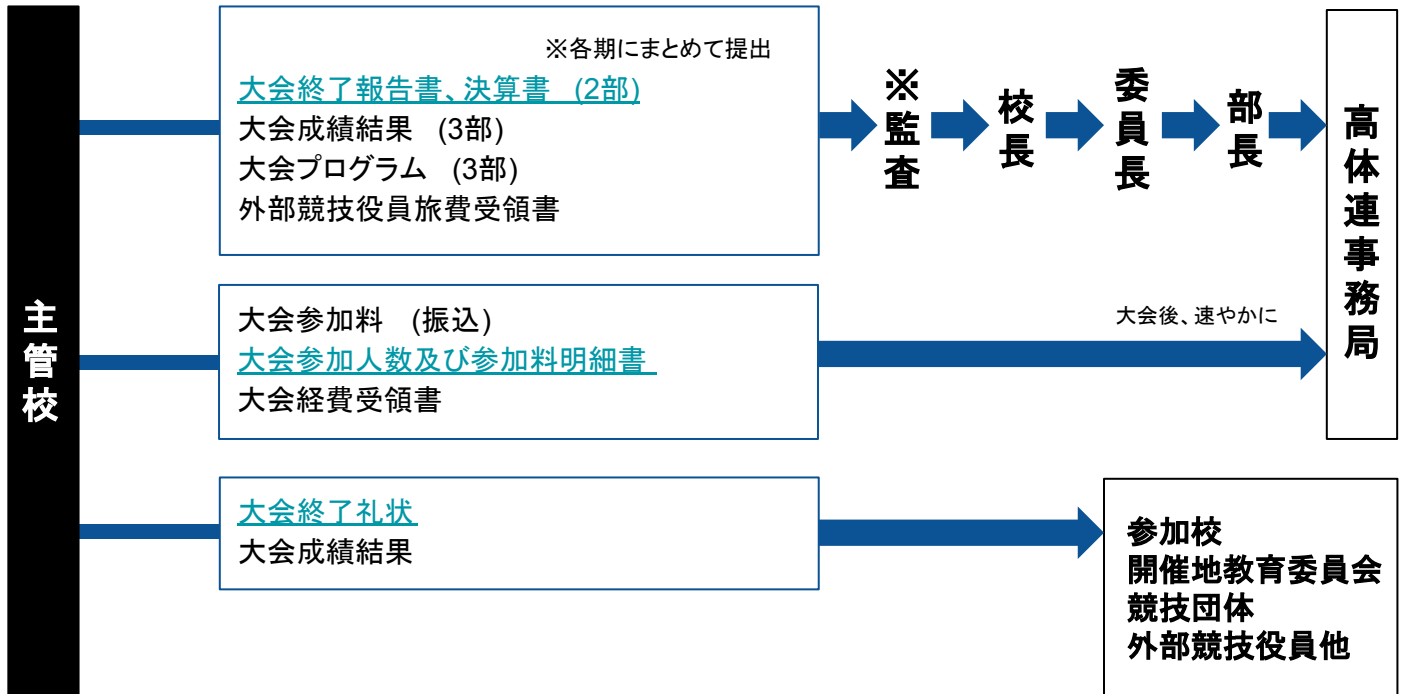 主管校
※各期にまとめて提出
大会終了報告書、決算書 (2部)
大会成績結果 (3部)
大会プログラム (3部)
外部競技役員旅費受領書
※監査
校長
委員長
部長
高体連事務局
大会参加料 (振込)
大会参加人数及び参加料明細書
大会経費受領書
大会後、速やかに
大会終了礼状
大会成績結果
参加校
開催地教育委員会
競技団体
外部競技役員他